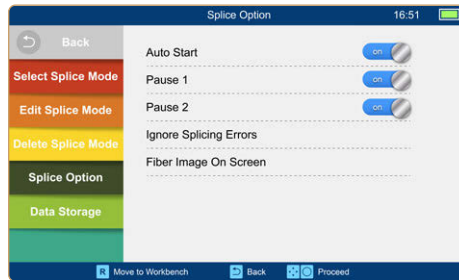 Splice Option 16:51
Back
Select Splice Mode
Edit Splice Mode
Delete Splice Mode
Splice Option
Data Storage
Auto Start on
Pause 1 on
Pause 2 on
Ignore Splicing Errors
Fiber Image On Screen
R Move to Workbench Back Proceed